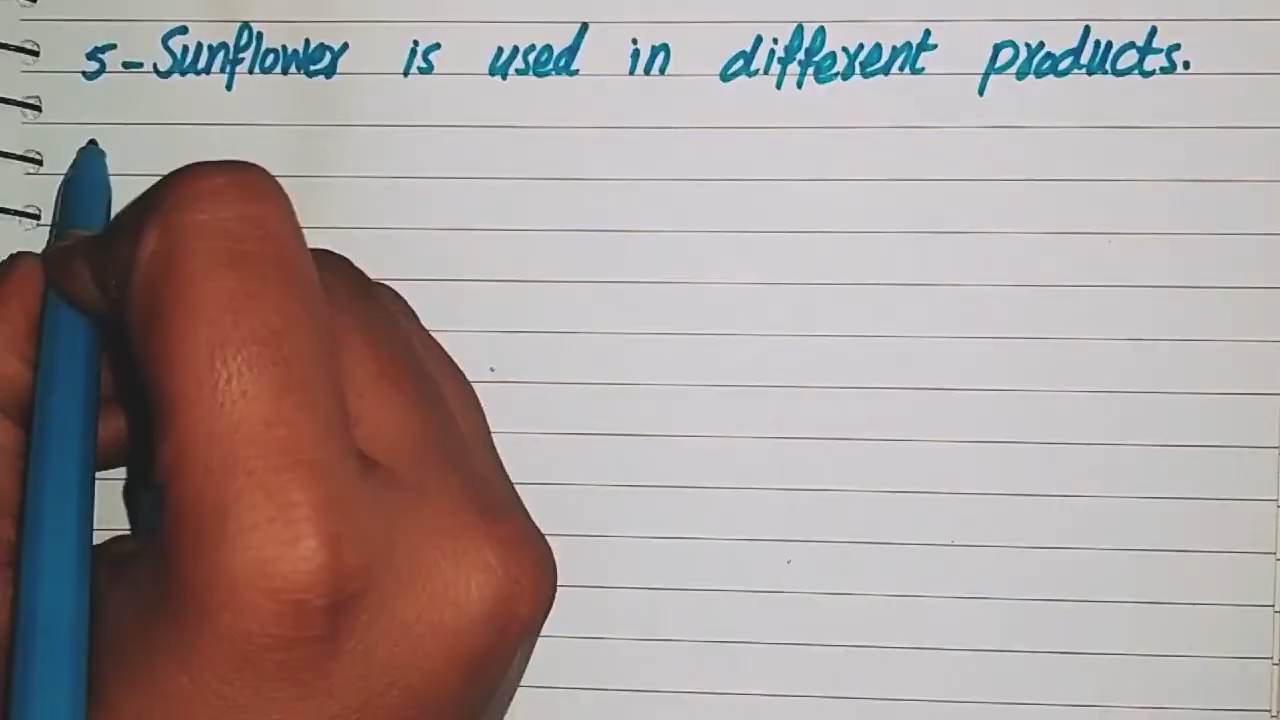 5-Sunflower is used in different products.